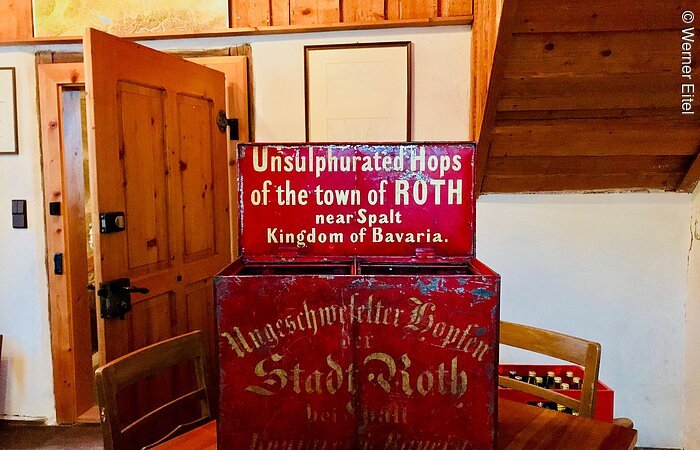 © Werner Eitel
Unsulphurated Hops
of the town of ROTH
near Spalt
Kingdom of Bavaria.
Ungeschwefelter Hopfen
der
Stadt Roth
bei Spalt